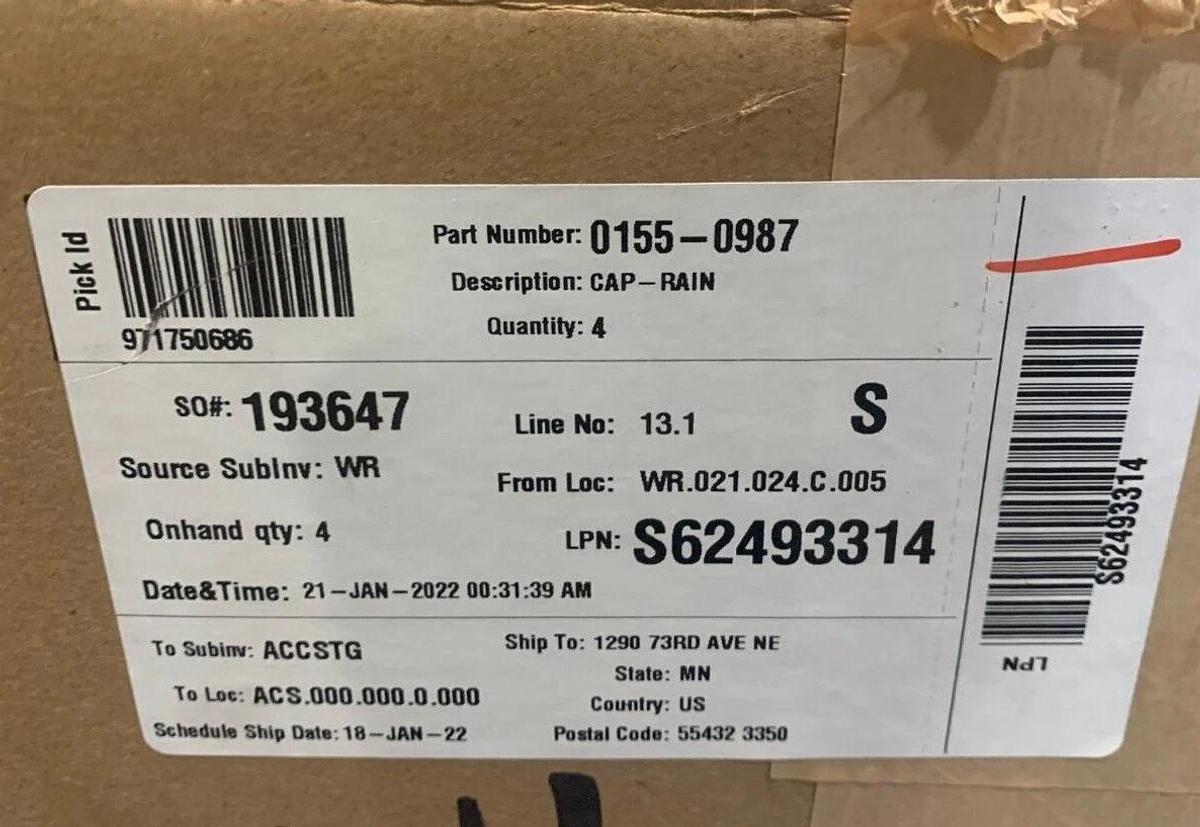 Pick Id
971750686
Part Number: 0155-0987
Description: CAP-RAIN
Quantity: 4
SO#: 193647
Line No: 13.1
S
Source SubInv: WR
From Loc: WR.021.024.C.005
Onhand qty: 4
LPN: S62493314
Date&Time: 21-JAN-2022 00:31:39 AM
To Subinv: ACCSTG
To Loc: ACS.000.000.0.000
Schedule Ship Date: 18-JAN-22
Ship To: 1290 73RD AVE NE
State: MN
Country: US
Postal Code: 55432 3350
S62493314
LPN